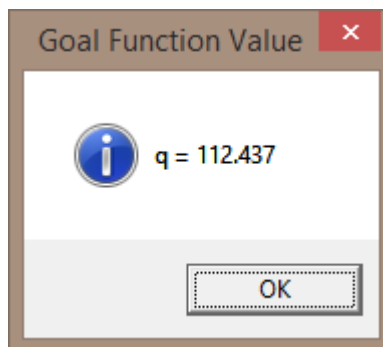 Goal Function Value
q = 112.437
OK